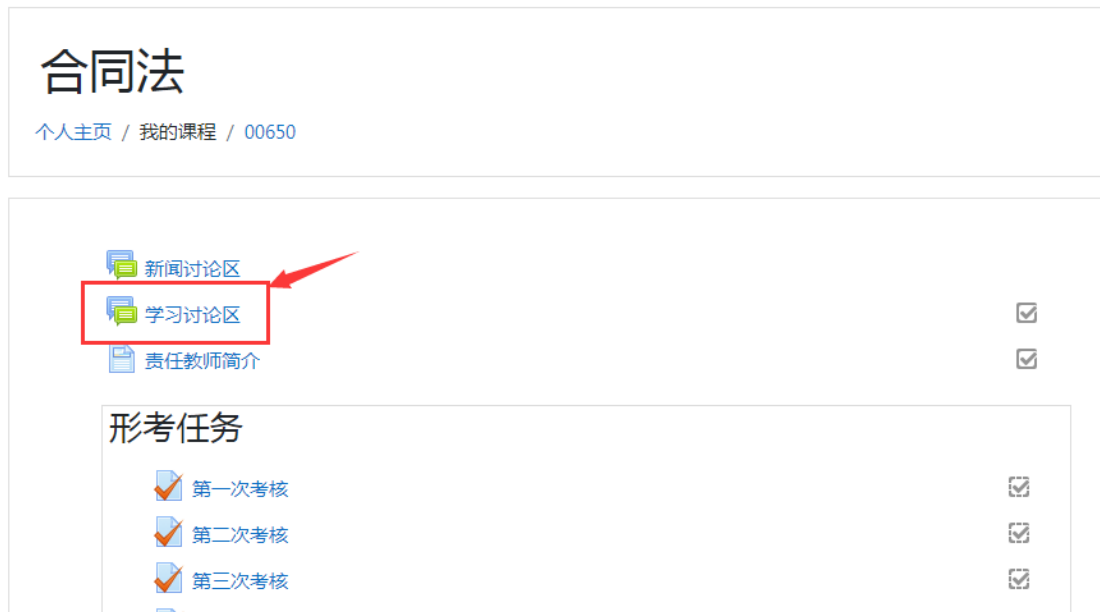 合同法
个人主页 / 我的课程 / 00650
新闻讨论区
学习讨论区
责任教师简介
形考任务
第一次考核
第二次考核
第三次考核